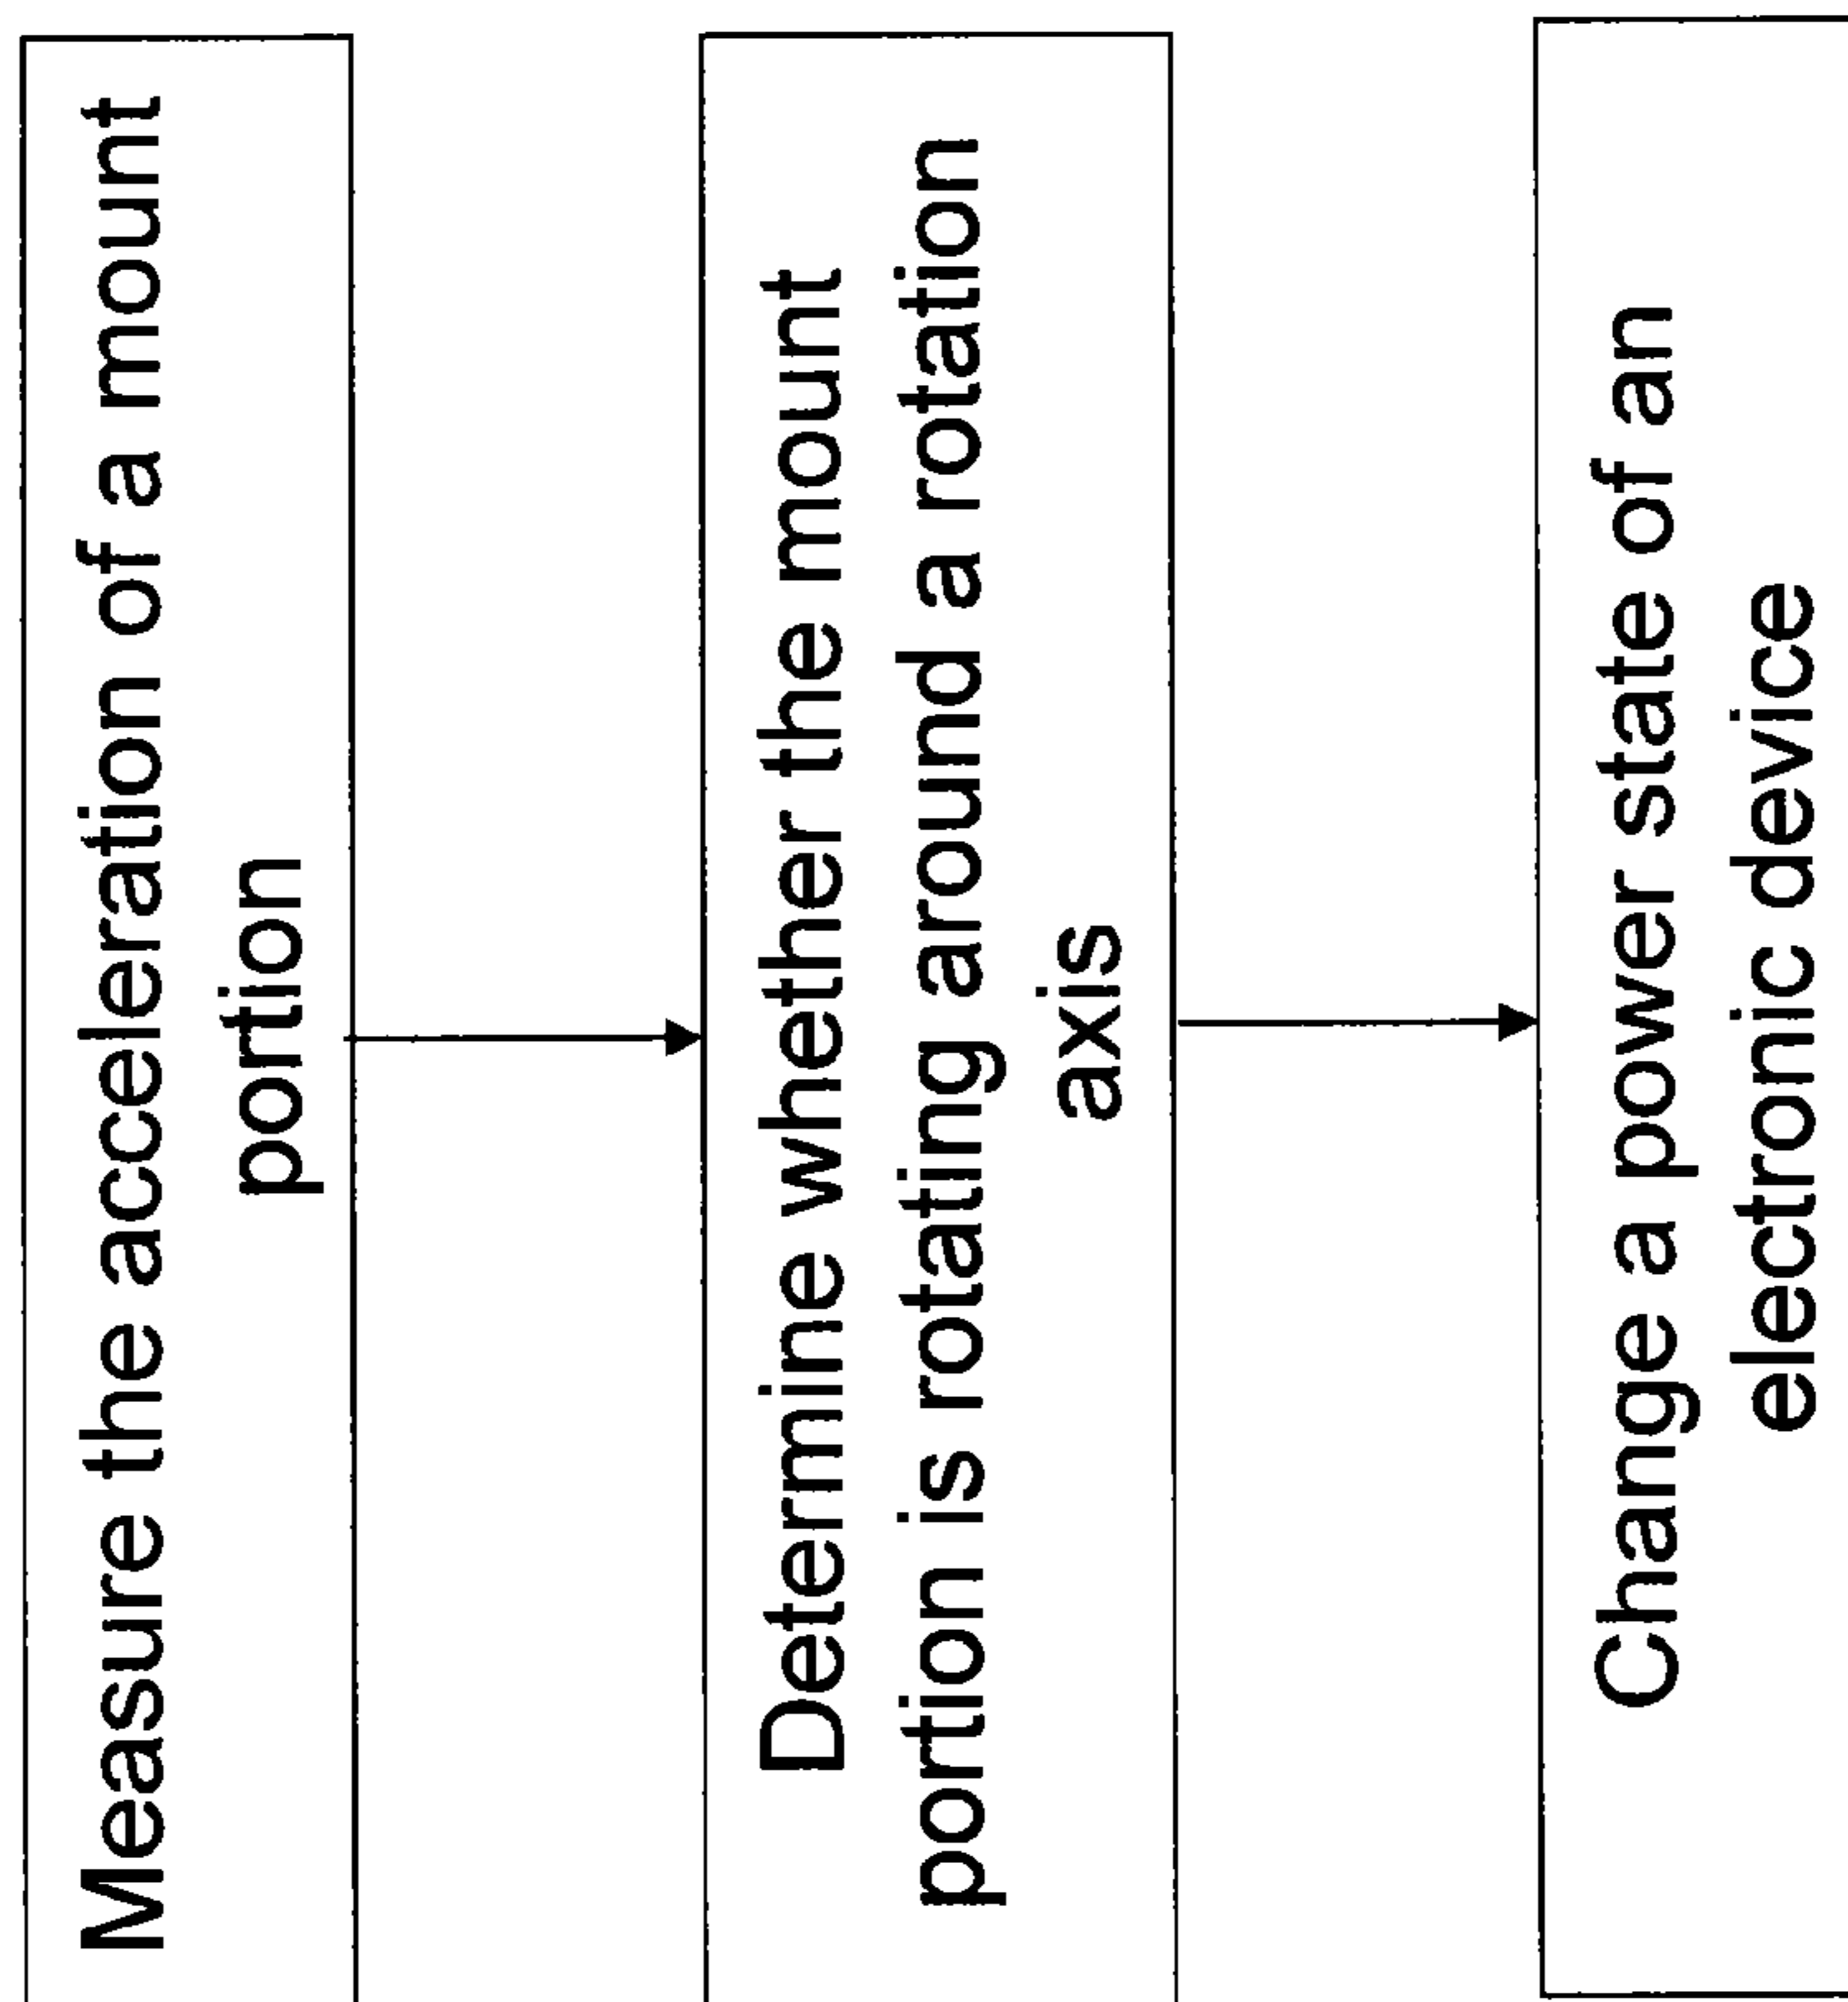 Measure the acceleration of a mount
portion
Determine whether the mount
portion is rotating around a rotation
axis
Change a power state of an
electronic device